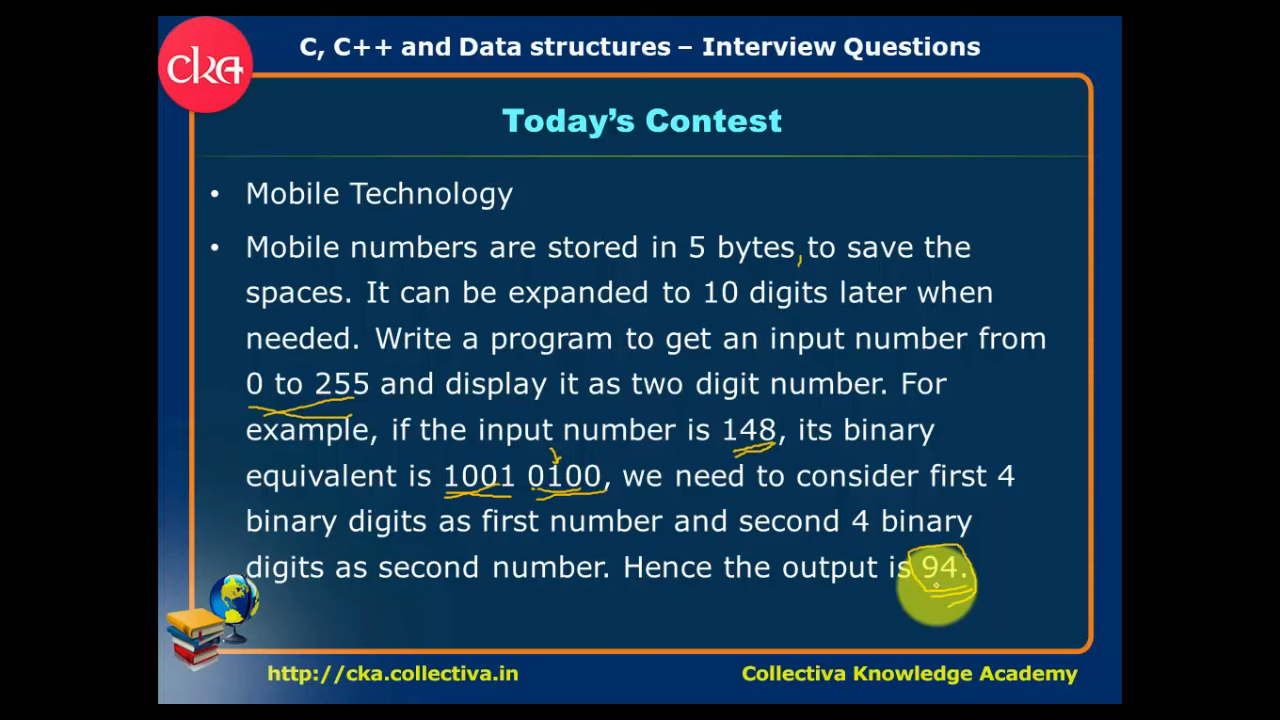 cka
C, C++ and Data structures – Interview Questions
Today's Contest
• Mobile Technology
• Mobile numbers are stored in 5 bytes, to save the
spaces. It can be expanded to 10 digits later when
needed. Write a program to get an input number from
0 to 255 and display it as two digit number. For
example, if the input number is 148, its binary
equivalent is 1001 0100, we need to consider first 4
binary digits as first number and second 4 binary
digits as second number. Hence the output is 94.
http://cka.collectiva.in
Collectiva Knowledge Academy